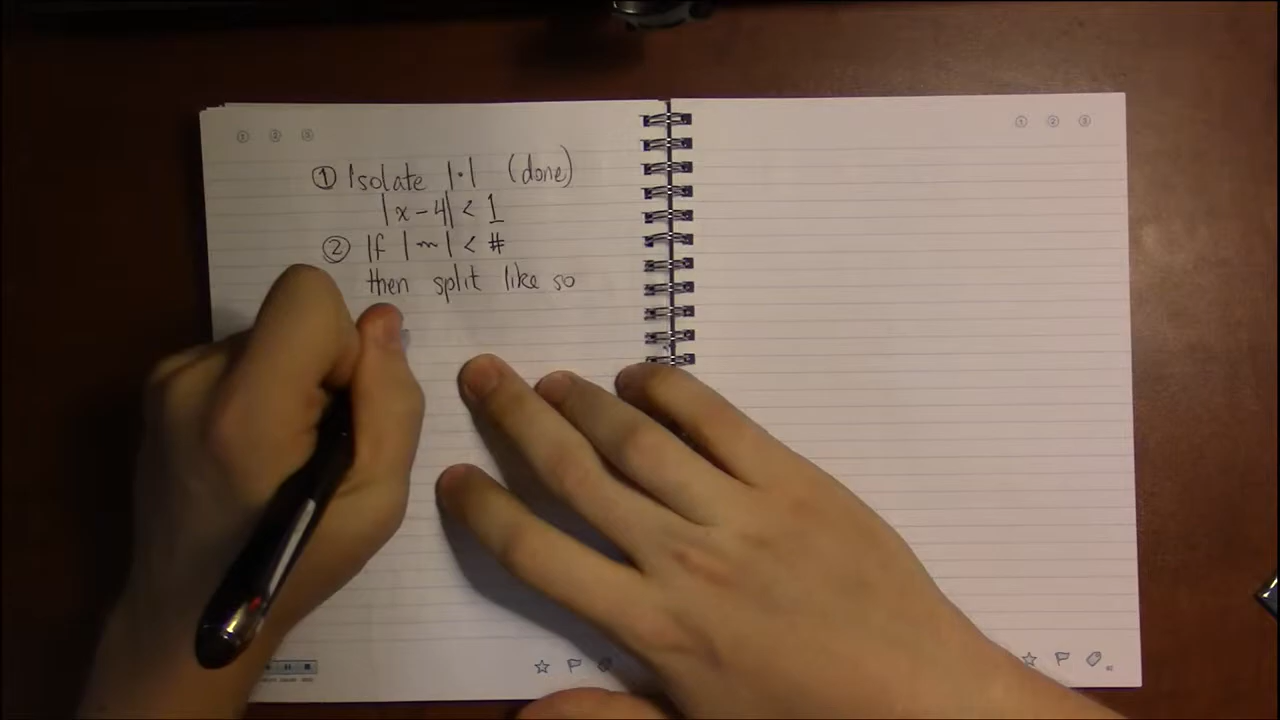 ① Isolate |·| (done)
|x-4| < 1
② If |~| < #
then split like so